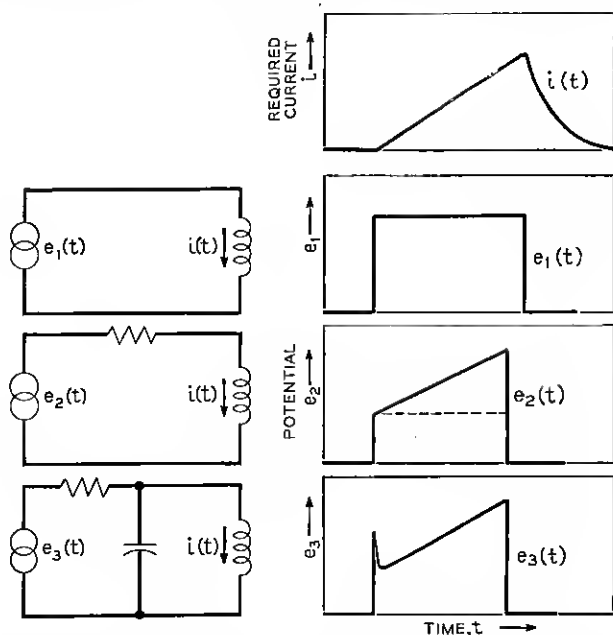 REQUIRED
CURRENT
i
i(t)
e₁(t)
i(t)
e₁
e₁(t)
e₂(t)
i(t)
POTENTIAL
e₂
e₂(t)
e₃(t)
i(t)
e₃
e₃(t)
TIME, t